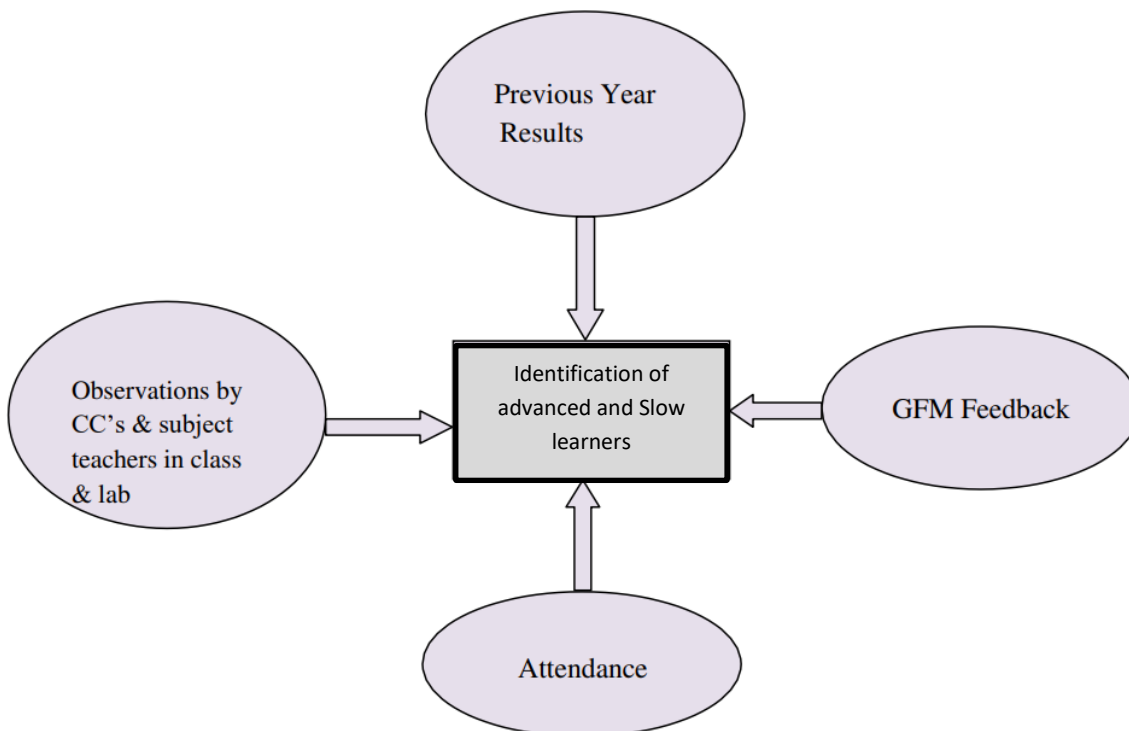 Previous Year
Results
Identification of
advanced and Slow
learners
Observations by
CC’s & subject
teachers in class
& lab
GFM Feedback
Attendance